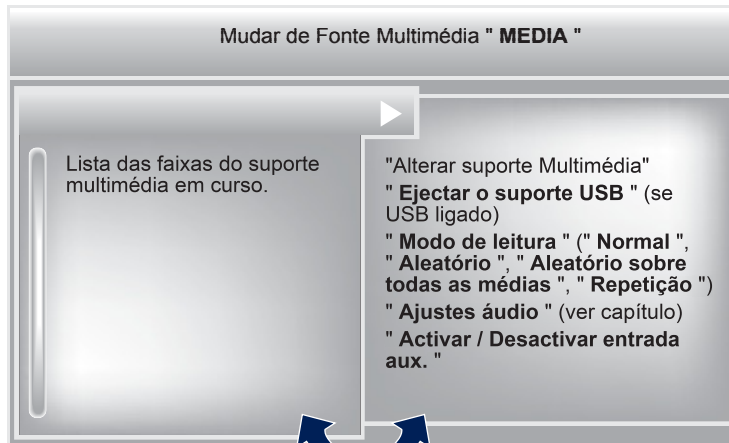 Mudar de Fonte Multimédia " MEDIA "
Lista das faixas do suporte
multimédia em curso.
"Alterar suporte Multimédia"
" Ejectar o suporte USB " (se
USB ligado)
" Modo de leitura " (" Normal ",
" Aleatório ", " Aleatório sobre
todas as médias ", " Repetição ")
" Ajustes áudio " (ver capítulo)
" Activar / Desactivar entrada
aux. "